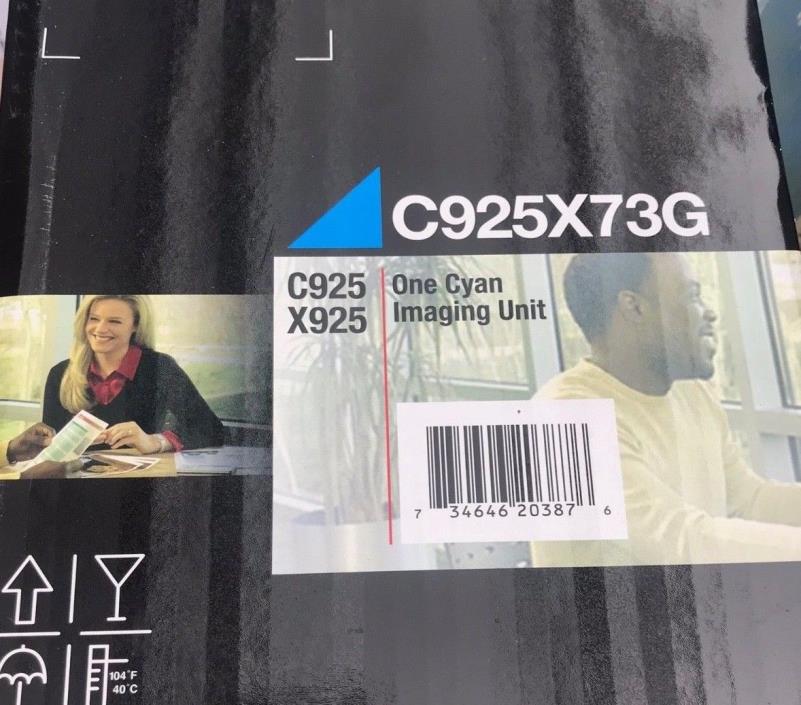 C925X73G
C925
X925
One Cyan
Imaging Unit
7 34646 20387 6
104°F
40°C